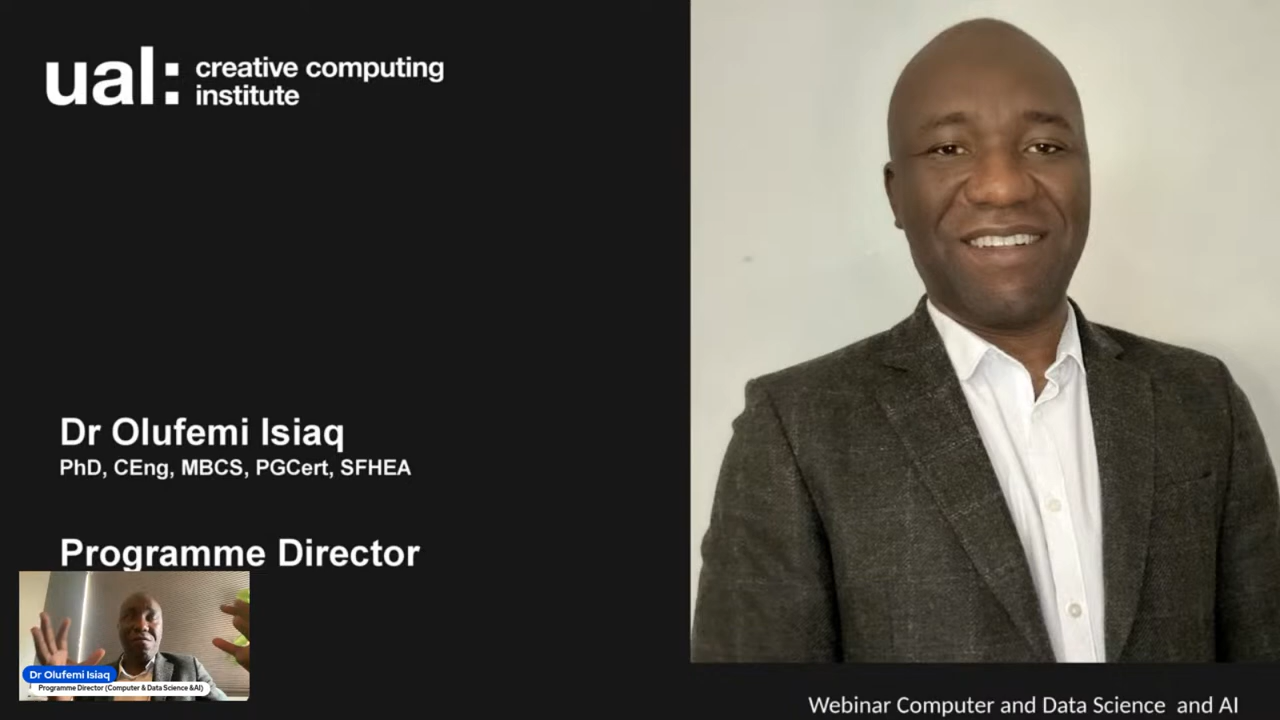 ual: creative computing
institute
Dr Olufemi Isiaq
PhD, CEng, MBCS, PGCert, SFHEA
Programme Director
Dr Olufemi Isiaq
Programme Director (Computer & Data Science &AI)
Webinar Computer and Data Science and AI